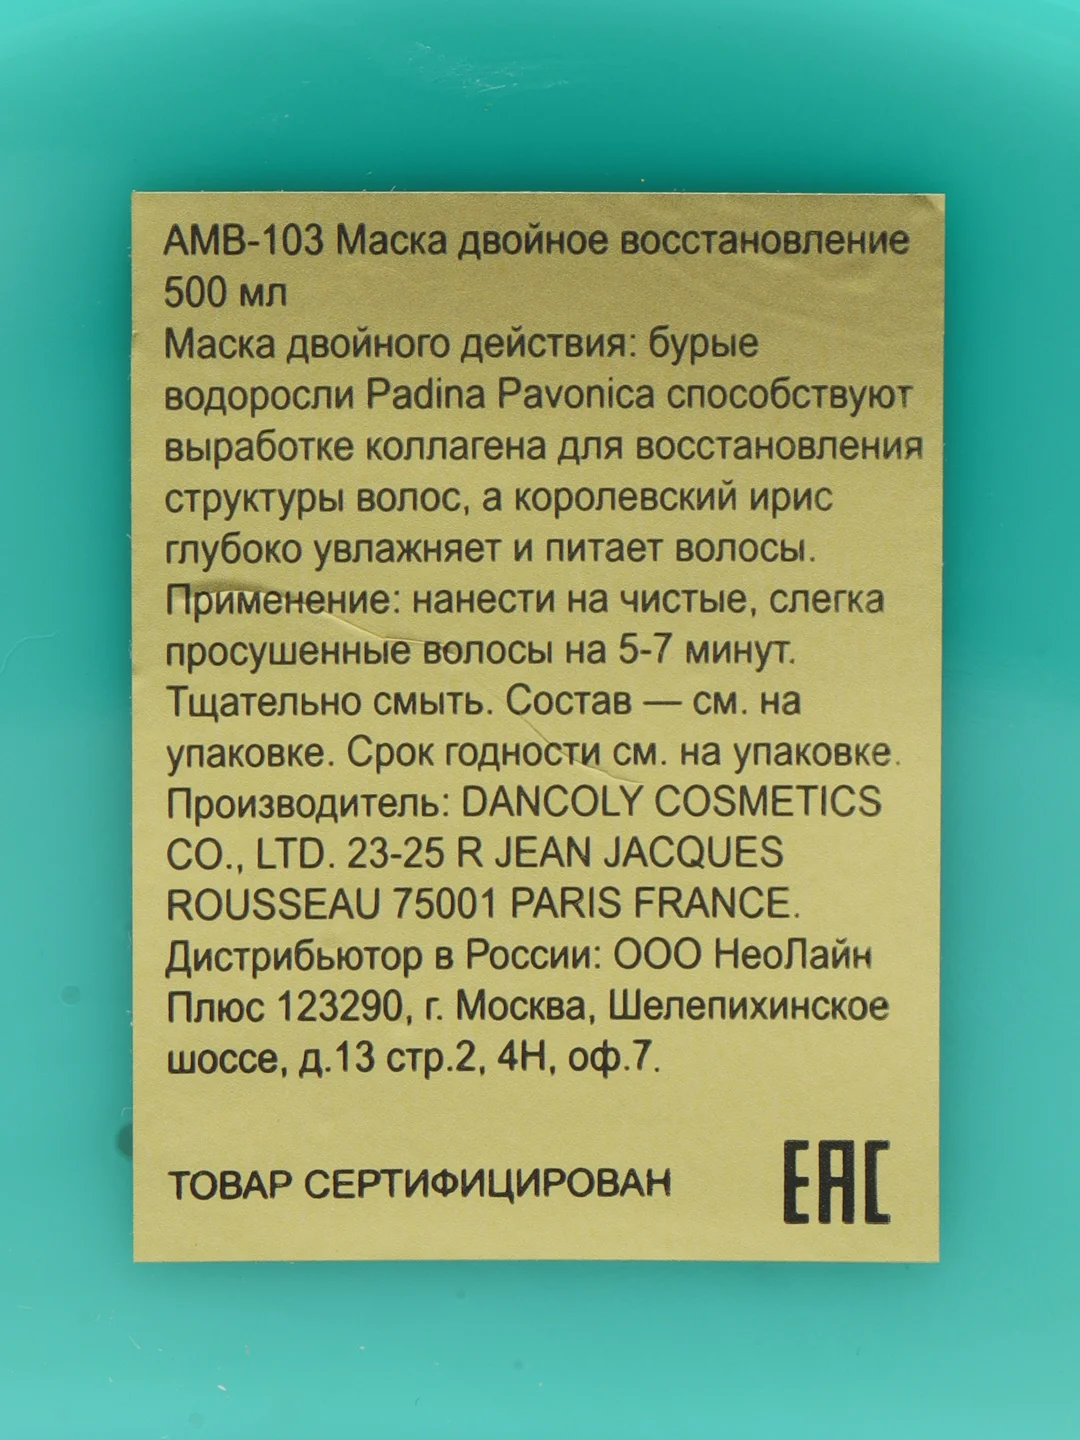 АМВ-103 Маска двойное восстановление
500 мл
Маска двойного действия: бурые
водоросли Padina Pavonica способствуют
выработке коллагена для восстановления
структуры волос, а королевский ирис
глубоко увлажняет и питает волосы.
Применение: нанести на чистые, слегка
просушенные волосы на 5-7 минут.
Тщательно смыть. Состав — см. на
упаковке. Срок годности см. на упаковке.
Производитель: DANCOLY COSMETICS
CO., LTD. 23-25 R JEAN JACQUES
ROUSSEAU 75001 PARIS FRANCE.
Дистрибьютор в России: ООО НеоЛайн
Плюс 123290, г. Москва, Шелепихинское
шоссе, д.13 стр.2, 4Н, оф.7.
ТОВАР СЕРТИФИЦИРОВАН
EAC